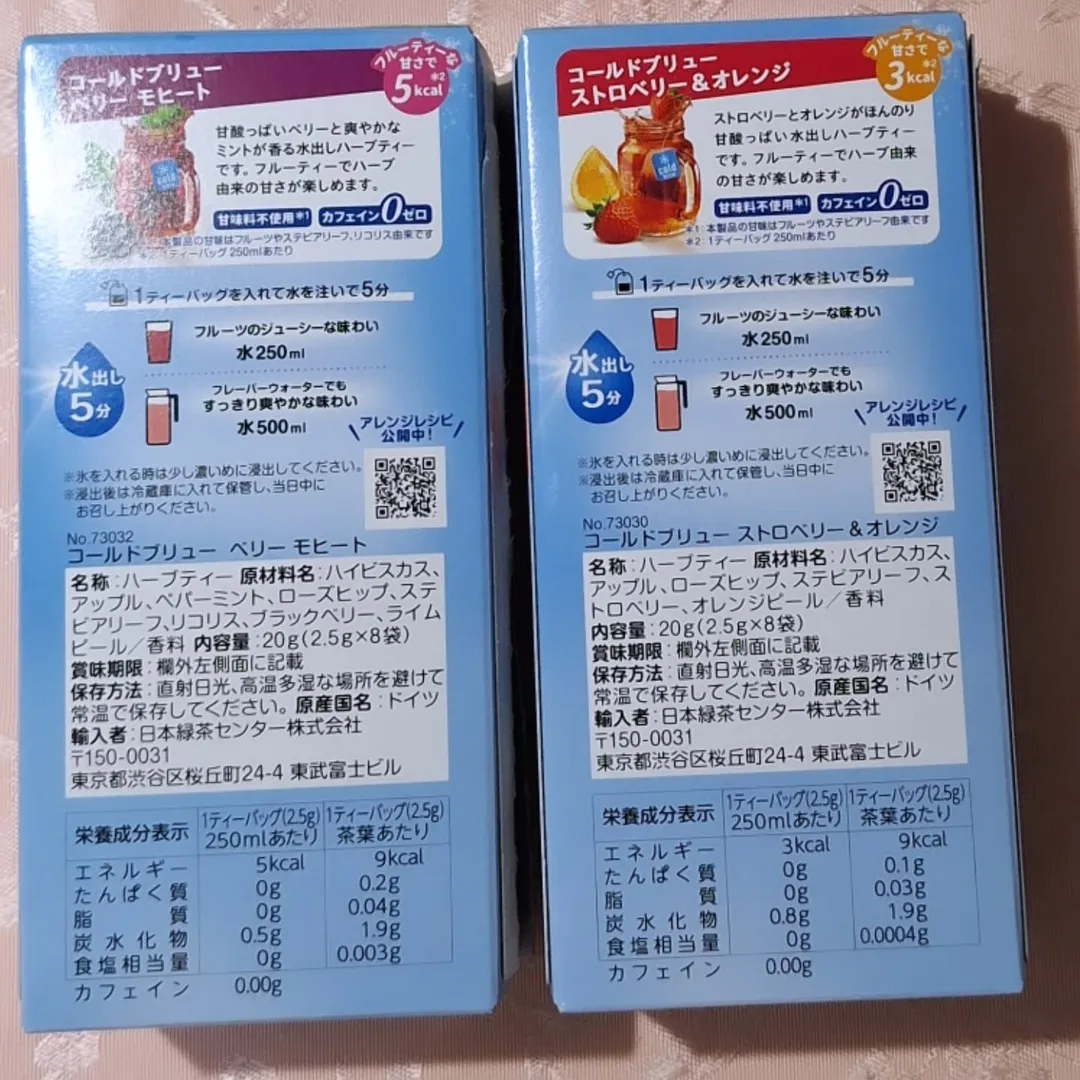 コールドブリュー
ベリー モヒート
フルーティーな
甘さで
5kcal
※2
甘酸っぱいベリーと爽やかな
ミントが香る水出しハーブティー
です。フルーティーでハーブ
由来の甘さが楽しめます。
甘味料不使用※1 カフェイン0ゼロ
本製品の甘味はフルーツやステビアリーフ、リコリス由来です
1ティーバッグ 250mlあたり
cold
1ティーバッグを入れて水を注いで5分
水出し
5分
フルーツのジューシーな味わい
水250ml
フレーバーウォーターでも
すっきり爽やかな味わい
水500ml
アレンジレシピ
公開中!
※氷を入れる時は少し濃いめに浸出してください。
※浸出後は冷蔵庫に入れて保管し、当日中に
お召し上がりください。
No.73032
コールドブリュー ベリー モヒート
名称:ハーブティー 原材料名:ハイビスカス、
アップル、ペパーミント、ローズヒップ、ステ
ビアリーフ、リコリス、ブラックベリー、ライム
ピール/香料 内容量:20g(2.5g×8袋)
賞味期限:欄外左側面に記載
保存方法:直射日光、高温多湿な場所を避けて
常温で保存してください。原産国名:ドイツ
輸入者:日本緑茶センター株式会社
〒150-0031
東京都渋谷区桜丘町24-4 東武富士ビル
栄養成分表示 1ティーバッグ(2.5g) 1ティーバッグ(2.5g)
250mlあたり 茶葉あたり
エネルギー 5kcal 9kcal
たんぱく質 0g 0.2g
脂質 0g 0.04g
炭水化物 0.5g 1.9g
食塩相当量 0g 0.003g
カフェイン 0.00g
コールドブリュー
ストロベリー&オレンジ
フルーティーな
甘さで
3kcal
※2
ストロベリーとオレンジがほんのり
甘酸っぱい水出しハーブティー
です。フルーティーでハーブ由来
の甘さが楽しめます。
甘味料不使用※1 カフェイン0ゼロ
※1:本製品の甘味はフルーツやステビアリーフ由来です
※2:1ティーバッグ 250mlあたり
cold
1ティーバッグを入れて水を注いで5分
水出し
5分
フルーツのジューシーな味わい
水250ml
フレーバーウォーターでも
すっきり爽やかな味わい
水500ml
アレンジレシピ
公開中!
※氷を入れる時は少し濃いめに浸出してください。
※浸出後は冷蔵庫に入れて保管し、当日中に
お召し上がりください。
No.73030
コールドブリュー ストロベリー&オレンジ
名称:ハーブティー 原材料名:ハイビスカス、
アップル、ローズヒップ、ステビアリーフ、ス
トロベリー、オレンジピール/香料
内容量:20g(2.5g×8袋)
賞味期限:欄外左側面に記載
保存方法:直射日光、高温多湿な場所を避けて
常温で保存してください。原産国名:ドイツ
輸入者:日本緑茶センター株式会社
〒150-0031
東京都渋谷区桜丘町24-4 東武富士ビル
栄養成分表示 1ティーバッグ(2.5g) 1ティーバッグ(2.5g)
250mlあたり 茶葉あたり
エネルギー 3kcal 9kcal
たんぱく質 0g 0.1g
脂質 0g 0.03g
炭水化物 0.8g 1.9g
食塩相当量 0g 0.0004g
カフェイン 0.00g